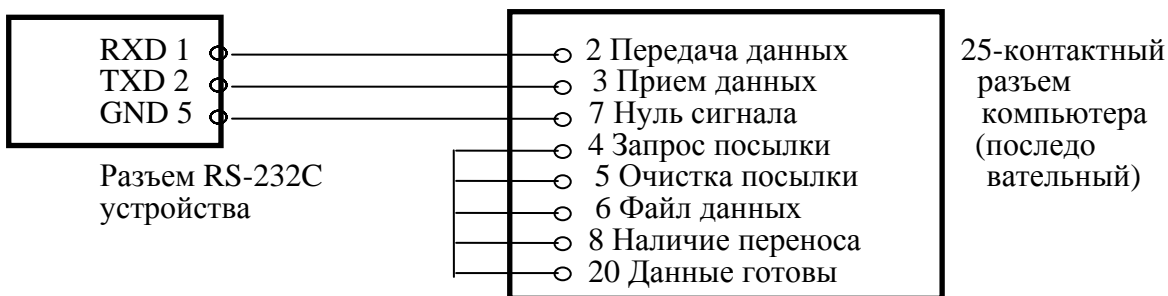 RXD 1
TXD 2
GND 5
Разъем RS-232C
устройства
2 Передача данных
3 Прием данных
7 Нуль сигнала
4 Запрос посылки
5 Очистка посылки
6 Файл данных
8 Наличие переноса
20 Данные готовы
25-контактный
разъем
компьютера
(последо
вательный)